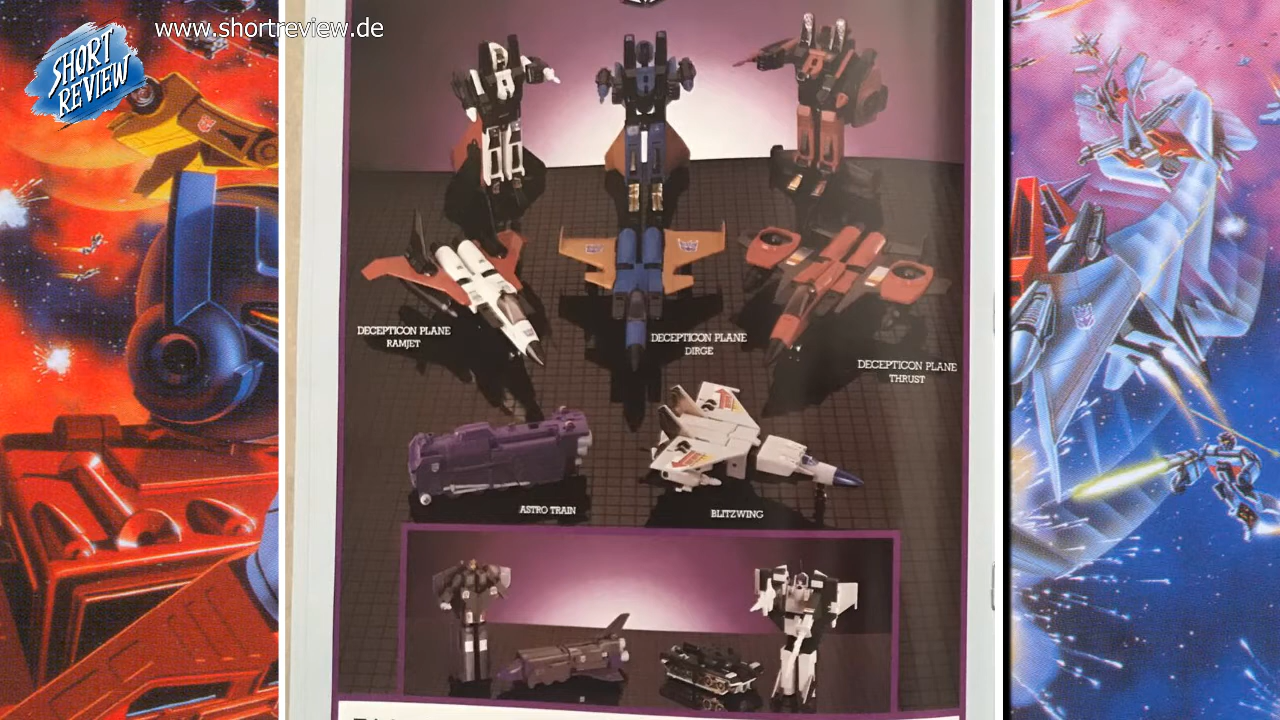 www.shortreview.de
SHORT
REVIEW
DECEPTICON PLANE
RAMJET
DECEPTICON PLANE
DIRGE
DECEPTICON PLANE
THRUST
ASTRO TRAIN
BLITZWING